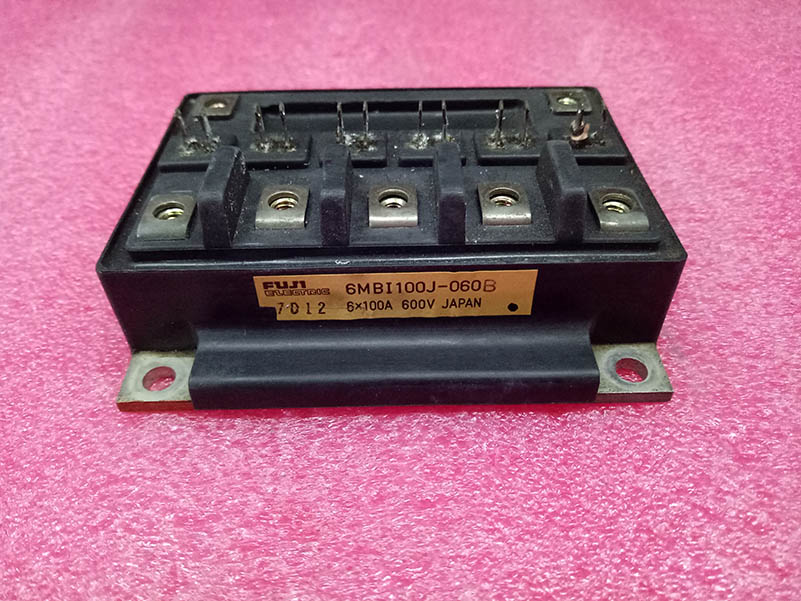 FUJI ELECTRIC 6MBI100J-060B
7012 6×100A 600V JAPAN